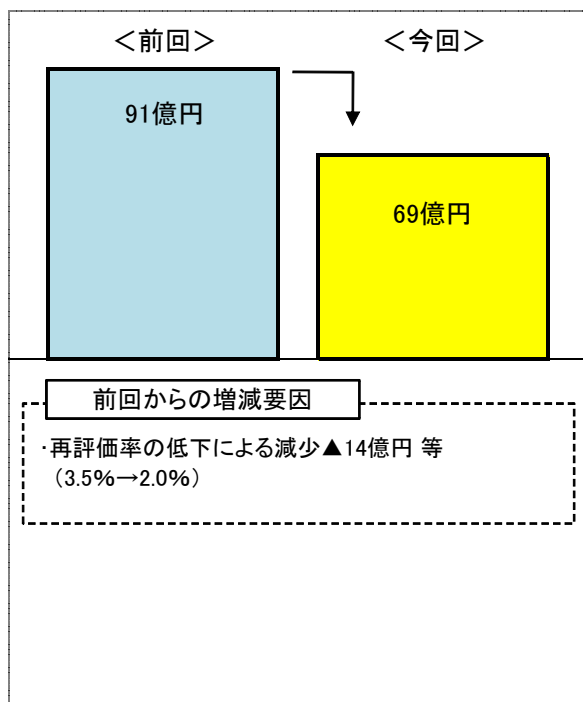 ＜前回＞
＜今回＞
91億円
69億円
前回からの増減要因
・再評価率の低下による減少▲14億円 等
（3.5%→2.0%）